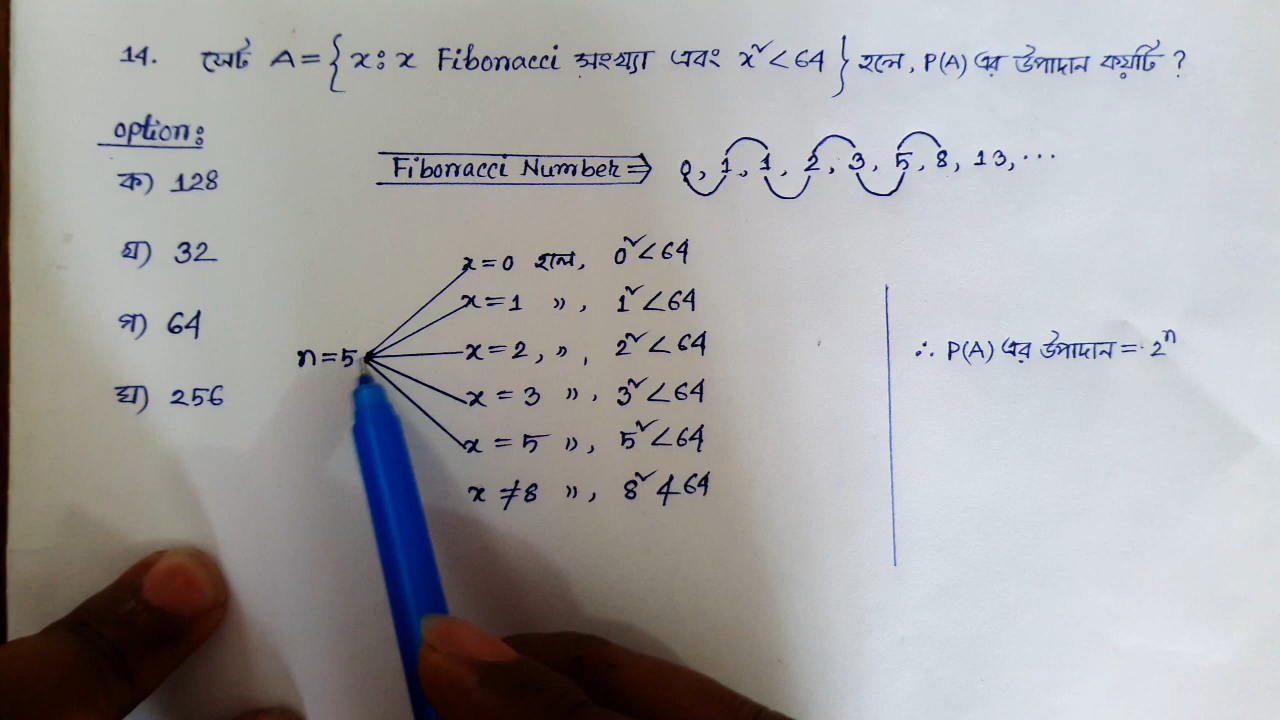 14. সেট A = {x : x Fibonacci সংখ্যা এবং x² < 64} হলে, P(A) এর উপাদান কয়টি ?
option:
ক) 128
Fibonacci Number ⇒ 0, 1, 1, 2, 3, 5, 8, 13, ...
খ) 32
গ) 64
ঘ) 256
n = 5
x = 0 হলে, 0² < 64
x = 1 ", 1² < 64
x = 2, ", 2² < 64
x = 3 ", 3² < 64
x = 5 ", 5² < 64
x ≠ 8 ", 8² ≮ 64
∴ P(A) এর উপাদান = 2ⁿ